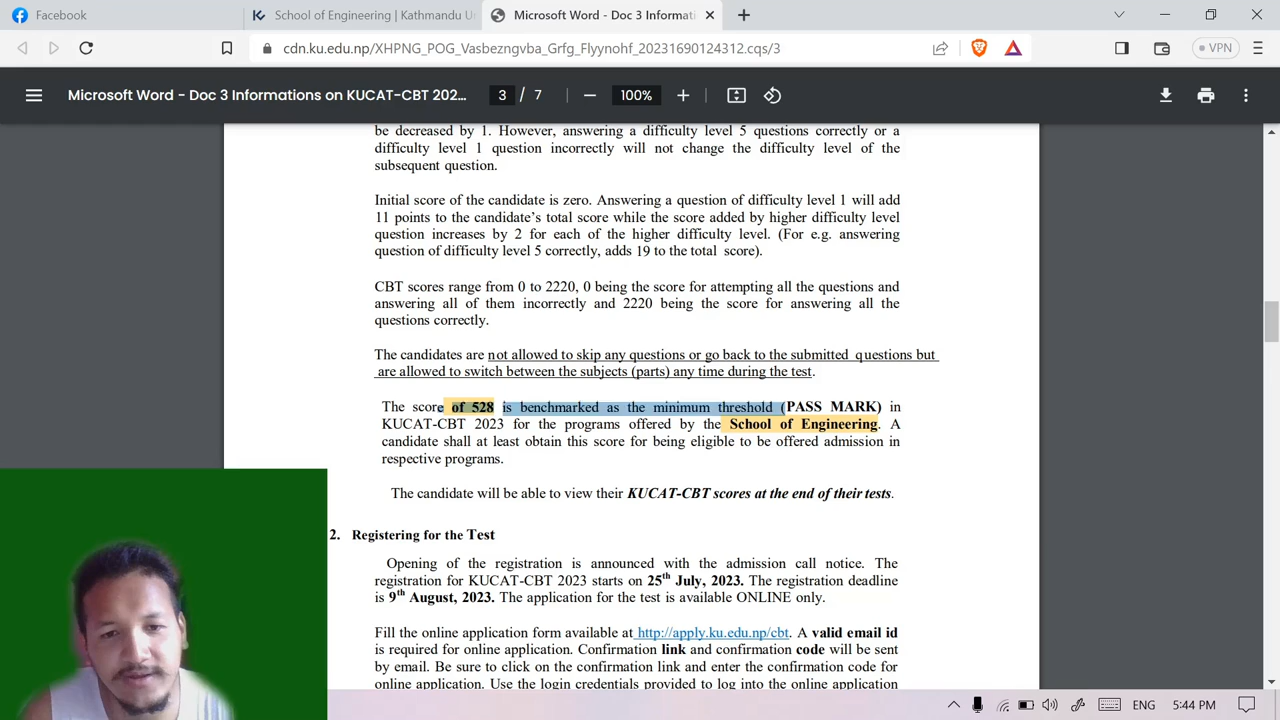 Facebook
School of Engineering | Kathmandu U
Microsoft Word - Doc 3 Informati
cdn.ku.edu.np/XHPNG_POG_Vasbezngvba_Grfg_Flyynohf_20231690124312.cqs/3
VPN
Microsoft Word - Doc 3 Informations on KUCAT-CBT 202...
3 / 7
100%
be decreased by 1. However, answering a difficulty level 5 questions correctly or a
difficulty level 1 question incorrectly will not change the difficulty level of the
subsequent question.
Initial score of the candidate is zero. Answering a question of difficulty level 1 will add
11 points to the candidate's total score while the score added by higher difficulty level
question increases by 2 for each of the higher difficulty level. (For e.g. answering
question of difficulty level 5 correctly, adds 19 to the total score).
CBT scores range from 0 to 2220, 0 being the score for attempting all the questions and
answering all of them incorrectly and 2220 being the score for answering all the
questions correctly.
The candidates are not allowed to skip any questions or go back to the submitted questions but
are allowed to switch between the subjects (parts) any time during the test.
The score of 528 is benchmarked as the minimum threshold (PASS MARK) in
KUCAT-CBT 2023 for the programs offered by the School of Engineering. A
candidate shall at least obtain this score for being eligible to be offered admission in
respective programs.
The candidate will be able to view their KUCAT-CBT scores at the end of their tests.
2. Registering for the Test
Opening of the registration is announced with the admission call notice. The
registration for KUCAT-CBT 2023 starts on 25th July, 2023. The registration deadline
is 9th August, 2023. The application for the test is available ONLINE only.
Fill the online application form available at http://apply.ku.edu.np/cbt. A valid email id
is required for online application. Confirmation link and confirmation code will be sent
by email. Be sure to click on the confirmation link and enter the confirmation code for
online application. Use the login credentials provided to log into the online application
ENG
5:44 PM